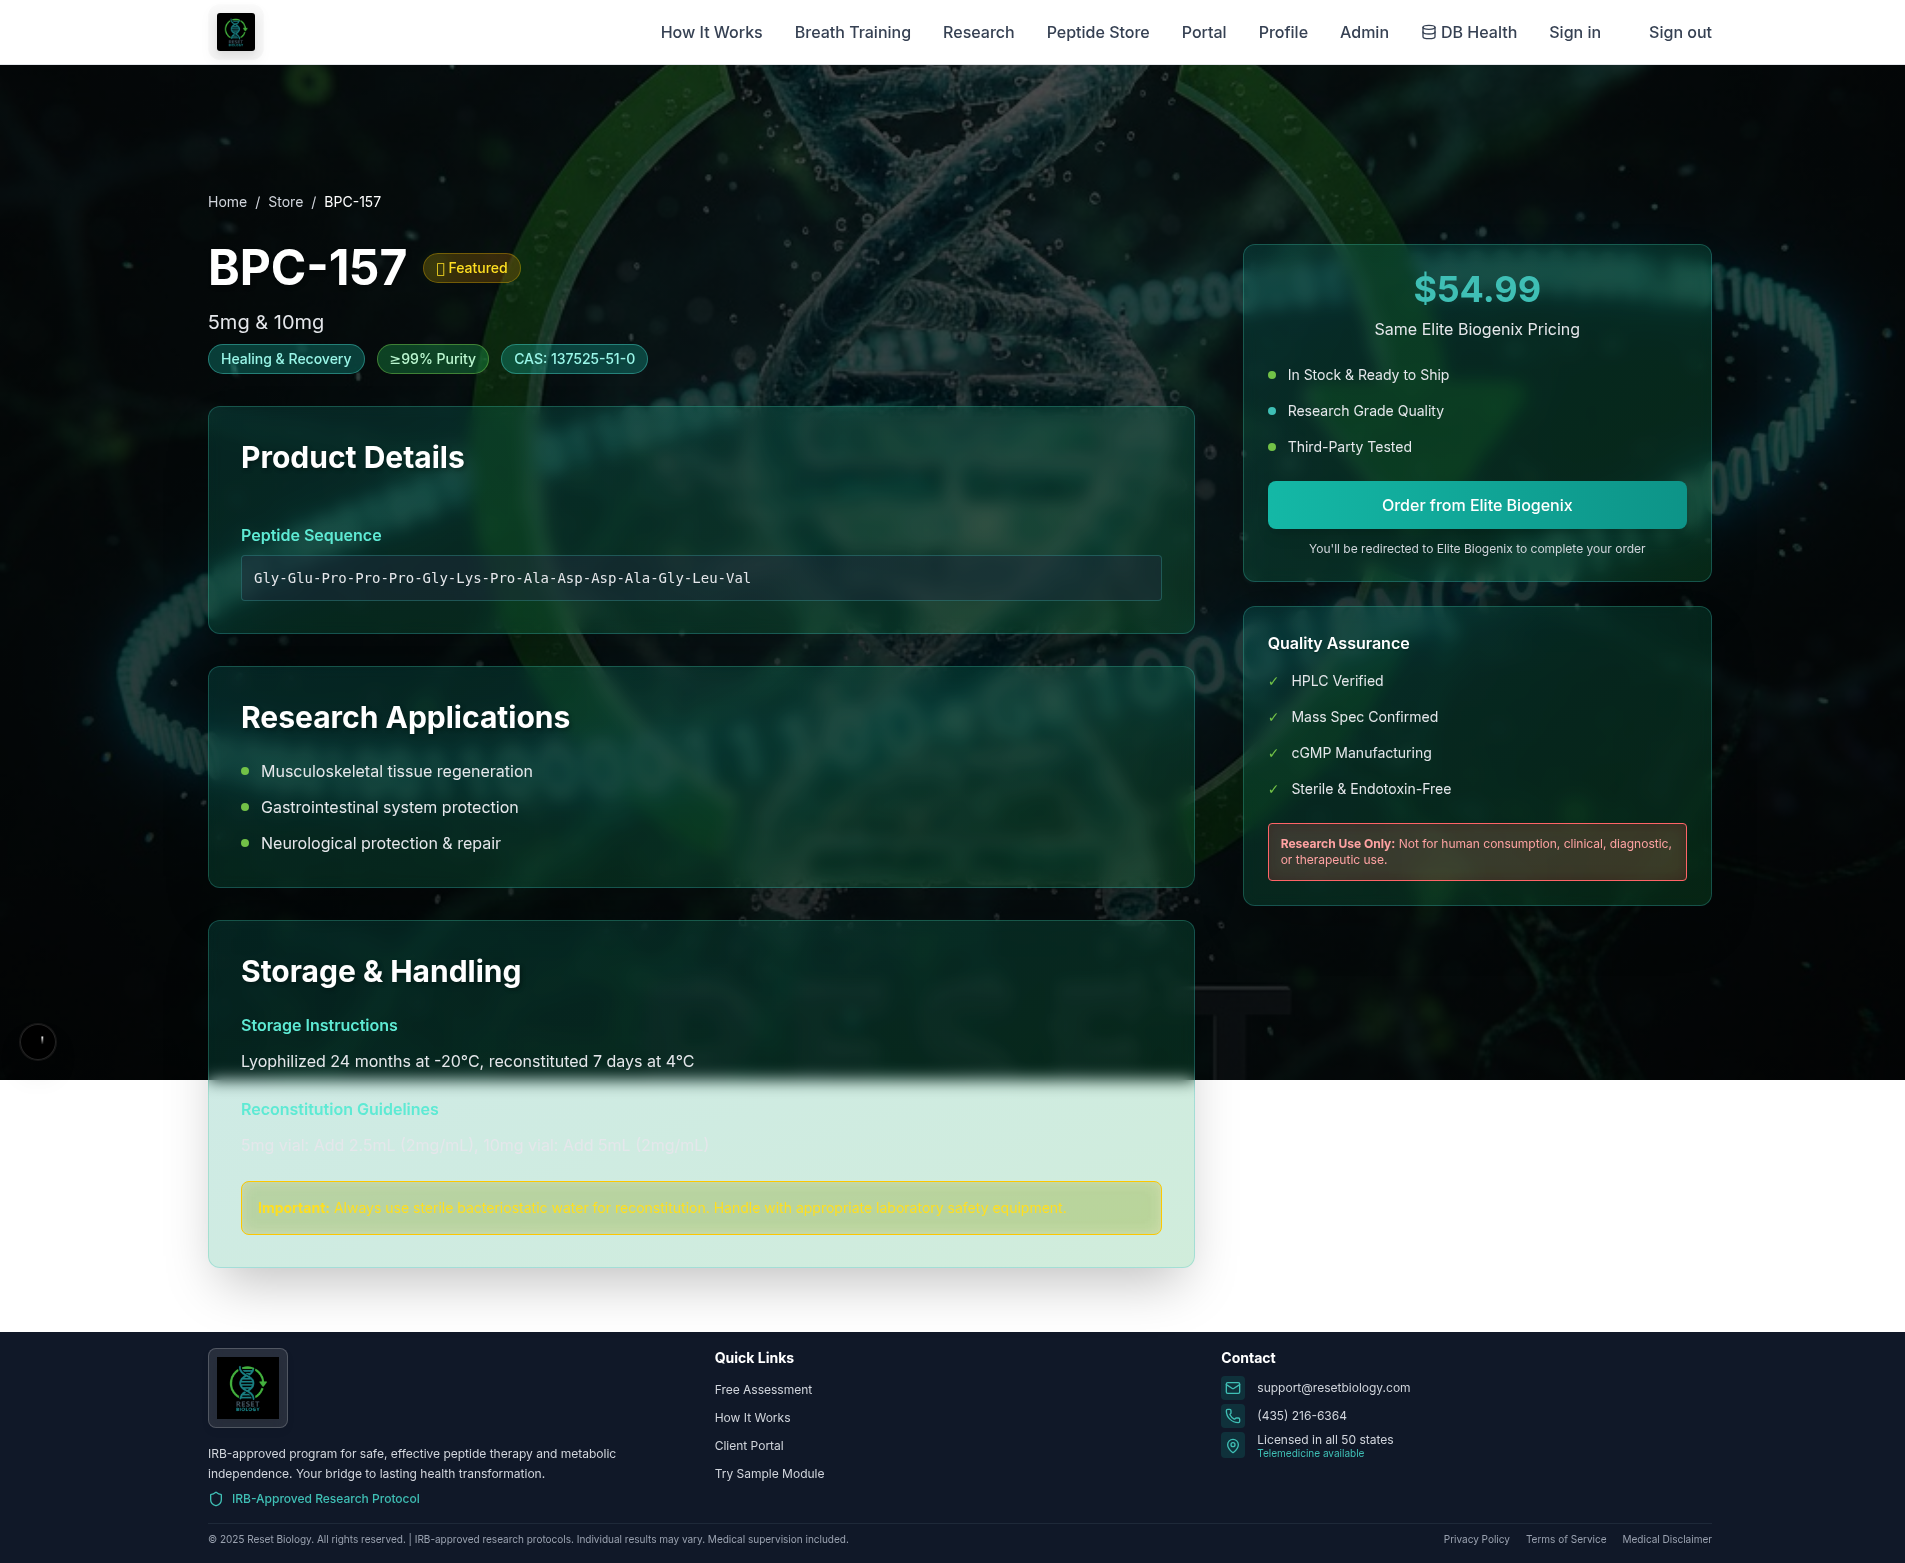 How It Works Breath Training Research Peptide Store Portal Profile Admin DB Health Sign in Sign out
Home / Store / BPC-157
BPC-157
Featured
5mg & 10mg
Healing & Recovery
≥99% Purity
CAS: 137525-51-0
Product Details
Peptide Sequence
Gly-Glu-Pro-Pro-Pro-Gly-Lys-Pro-Ala-Asp-Asp-Ala-Gly-Leu-Val
Research Applications
Musculoskeletal tissue regeneration
Gastrointestinal system protection
Neurological protection & repair
Storage & Handling
Storage Instructions
Lyophilized 24 months at -20°C, reconstituted 7 days at 4°C
Reconstitution Guidelines
5mg vial: Add 2.5mL (2mg/mL), 10mg vial: Add 5mL (2mg/mL)
Important: Always use sterile bacteriostatic water for reconstitution. Handle with appropriate laboratory safety equipment.
$54.99
Same Elite Biogenix Pricing
In Stock & Ready to Ship
Research Grade Quality
Third-Party Tested
Order from Elite Biogenix
You'll be redirected to Elite Biogenix to complete your order
Quality Assurance
✓ HPLC Verified
✓ Mass Spec Confirmed
✓ cGMP Manufacturing
✓ Sterile & Endotoxin-Free
Research Use Only: Not for human consumption, clinical, diagnostic,
or therapeutic use.
RESET
BIOLOGY
IRB-approved program for safe, effective peptide therapy and metabolic
independence. Your bridge to lasting health transformation.
IRB-Approved Research Protocol
Quick Links
Free Assessment
How It Works
Client Portal
Try Sample Module
Contact
support@resetbiology.com
(435) 216-6364
Licensed in all 50 states
Telemedicine available
© 2025 Reset Biology. All rights reserved. | IRB-approved research protocols. Individual results may vary. Medical supervision included.
Privacy Policy Terms of Service Medical Disclaimer